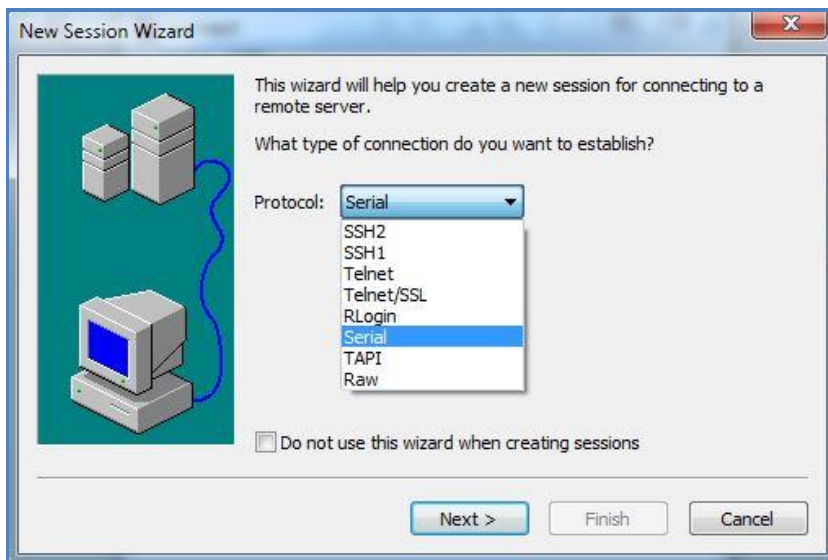 New Session Wizard
This wizard will help you create a new session for connecting to a
remote server.
What type of connection do you want to establish?
Protocol: Serial
SSH2
SSH1
Telnet
Telnet/SSL
RLogin
Serial
TAPI
Raw
Do not use this wizard when creating sessions
Next > Finish Cancel